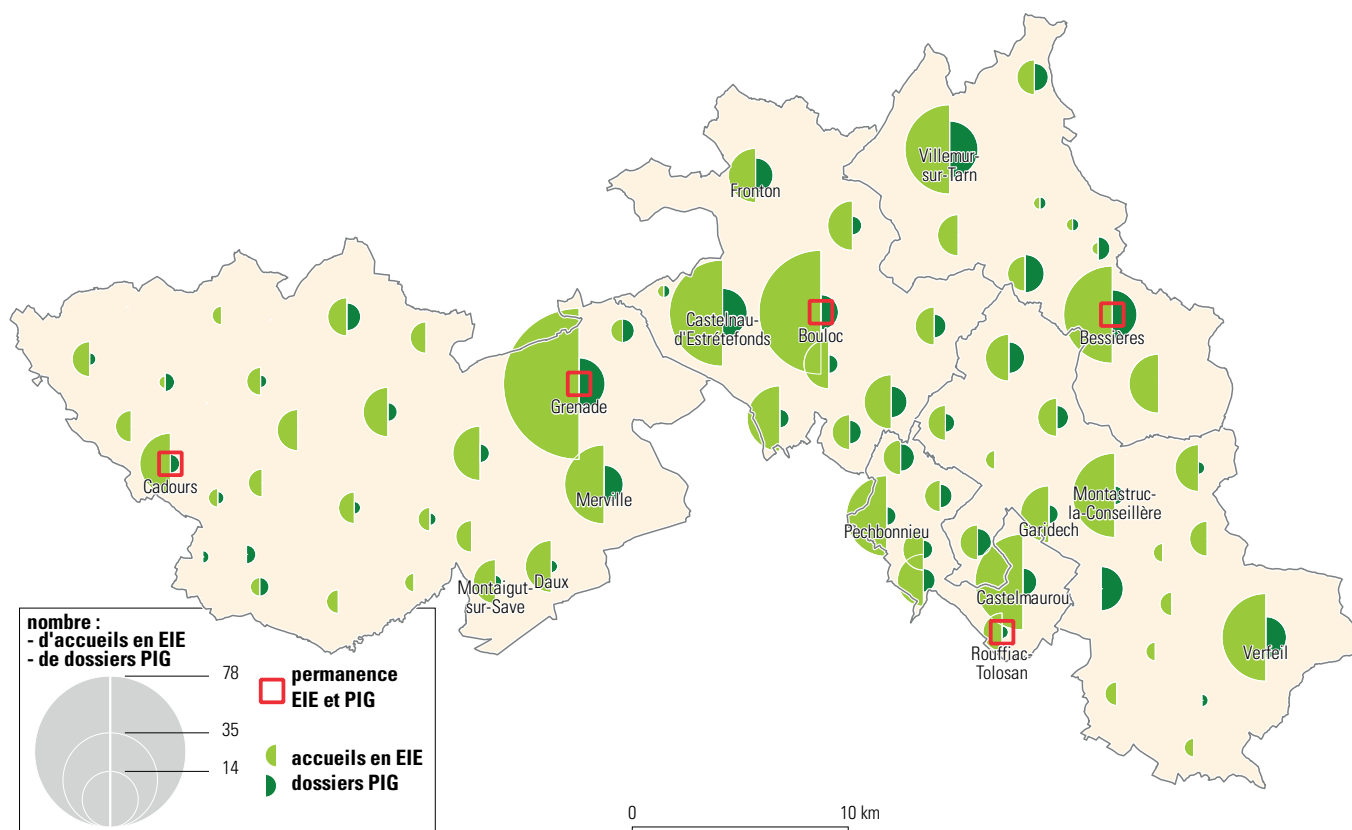 Villemur-
sur-Tarn
Fronton
Castelnau-
d'Estrétefonds
Bouloc
Bessières
Grenade
Cadours
Merville
Montastruc-
la-Conseillère
Garidech
Pechbonnieu
Montaigut-
sur-Save
Daux
Castelmaurou
Rouffiac-
Tolosan
Verfeil
nombre :
- d'accueils en EIE
- de dossiers PIG
78
35
14
permanence
EIE et PIG
accueils en EIE
dossiers PIG
0
10 km